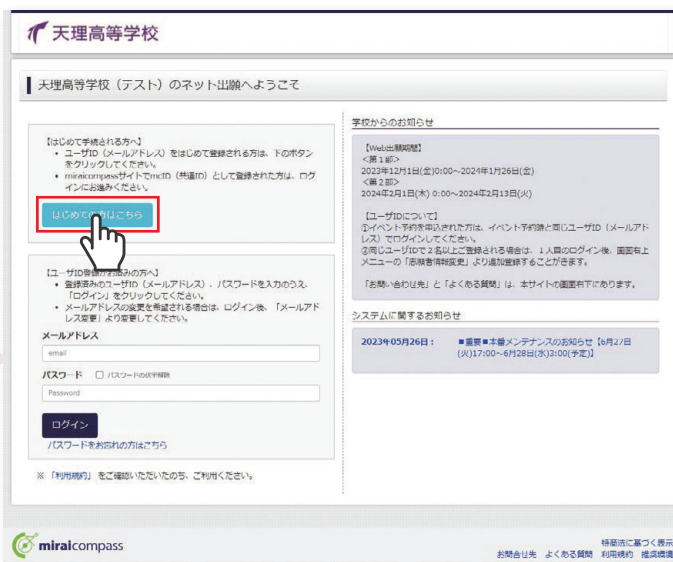 天理高等学校
天理高等学校（テスト）のネット出願へようこそ
【はじめて手続される方へ】
• ユーザID（メールアドレス）をはじめて登録される方は、下のボタン
をクリックしてください。
• miraicompassサイトでmcID（共通ID）として登録された方は、ログ
インにお進みください。
はじめての方はこちら
【ユーザID登録がお済みの方へ】
• 登録済みのユーザID（メールアドレス）、パスワードを入力のうえ、
「ログイン」をクリックしてください。
• メールアドレスの変更を希望される場合は、ログイン後、「メールアド
レス変更」より変更してください。
メールアドレス
email
パスワード □ パスワードの伏字解除
Password
ログイン
パスワードをお忘れの方はこちら
※ 「利用規約」 をご確認いただいたのち、ご利用ください。
学校からのお知らせ
【Web出願期間】
<第１部>
2023年12月1日(金)0:00~2024年1月26日(金)
<第２部>
2024年2月1日(木) 0:00~2024年2月13日(火)
【ユーザIDについて】
①イベント予約を申込された方は、イベント予約時と同じユーザID（メールアド
レス）でログインしてください。
②同じユーザIDで２名以上ご登録される場合は、１人目のログイン後、画面右上
メニューの「志願者情報変更」より追加登録することができます。
「お問い合わせ先」と「よくある質問」は、本サイトの画面右下にあります。
システムに関するお知らせ
2023年05月26日： ■重要■本番メンテナンスのお知らせ【6月27日
(火)17:00~6月28日(水)3:00(予定)】
miraicompass
特商法に基づく表示
お問合せ先 よくある質問 利用規約 推奨環境